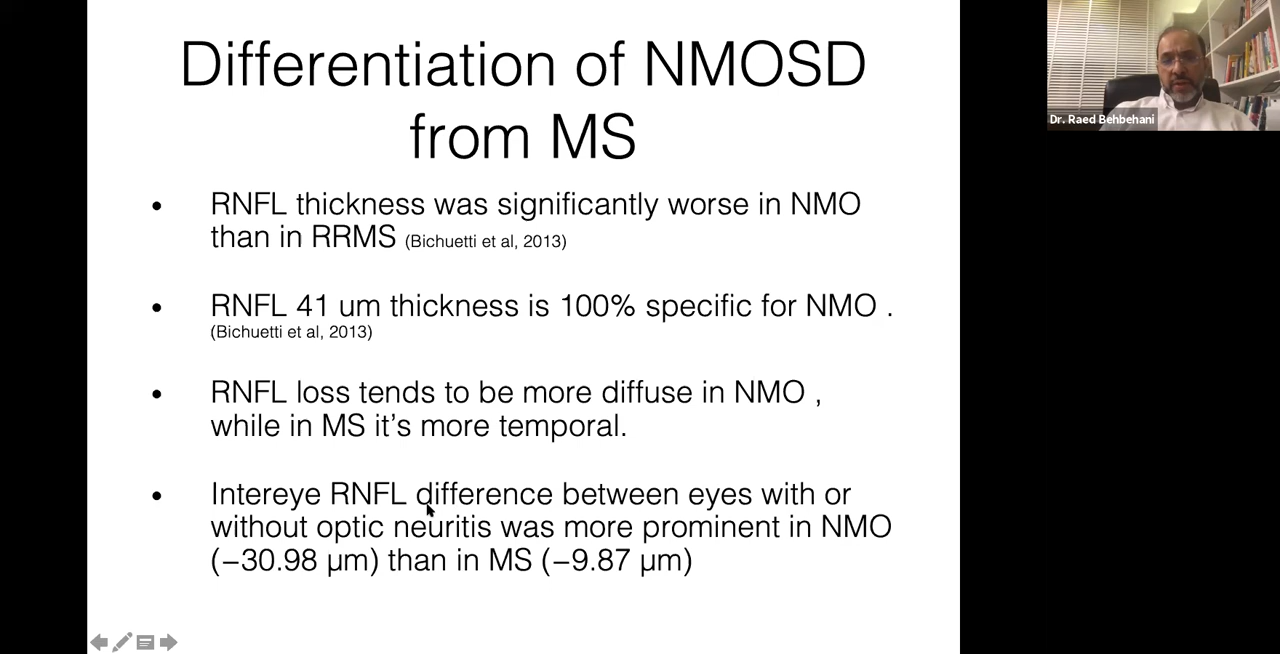 Differentiation of NMOSD
from MS
• RNFL thickness was significantly worse in NMO
than in RRMS (Bichuetti et al, 2013)
• RNFL 41 um thickness is 100% specific for NMO .
(Bichuetti et al, 2013)
• RNFL loss tends to be more diffuse in NMO ,
while in MS it’s more temporal.
• Intereye RNFL difference between eyes with or
without optic neuritis was more prominent in NMO
(−30.98 µm) than in MS (−9.87 µm)
Dr. Raed Behbehani